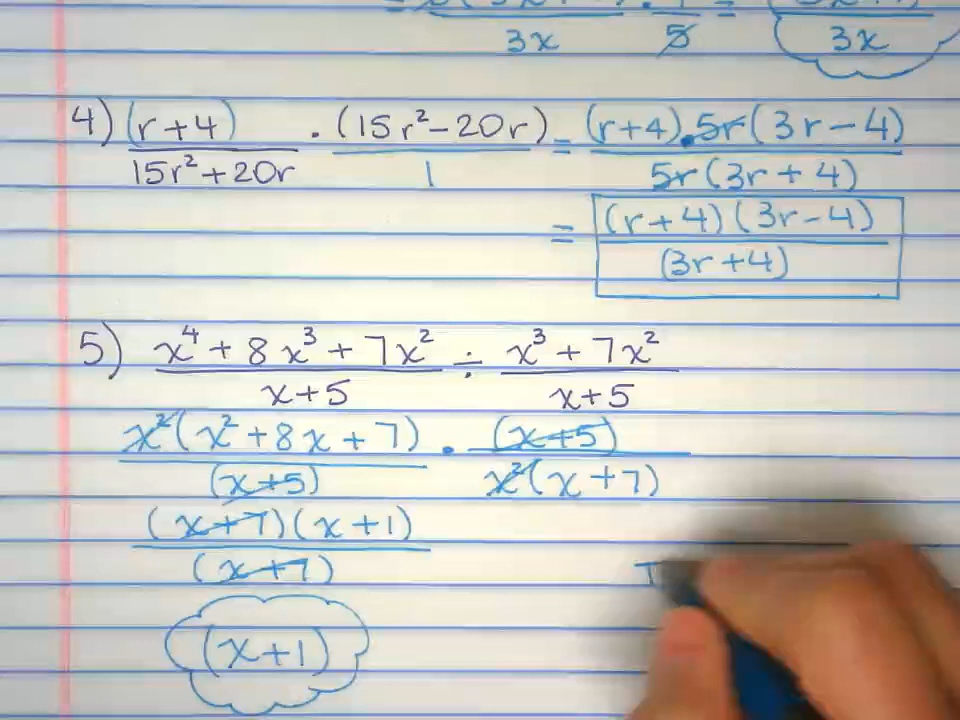 3x 5 3x
4) (r+4)/(15r²+20r) · (15r²-20r)/1 = (r+4)·5r(3r-4)/5r(3r+4)
= (r+4)(3r-4)/(3r+4)
5) x⁴+8x³+7x²/x+5 ÷ x³+7x²/x+5
x²(x²+8x+7)/(x+5) · (x+5)/x²(x+7)
(x+7)(x+1)/(x+7)
(x+1)